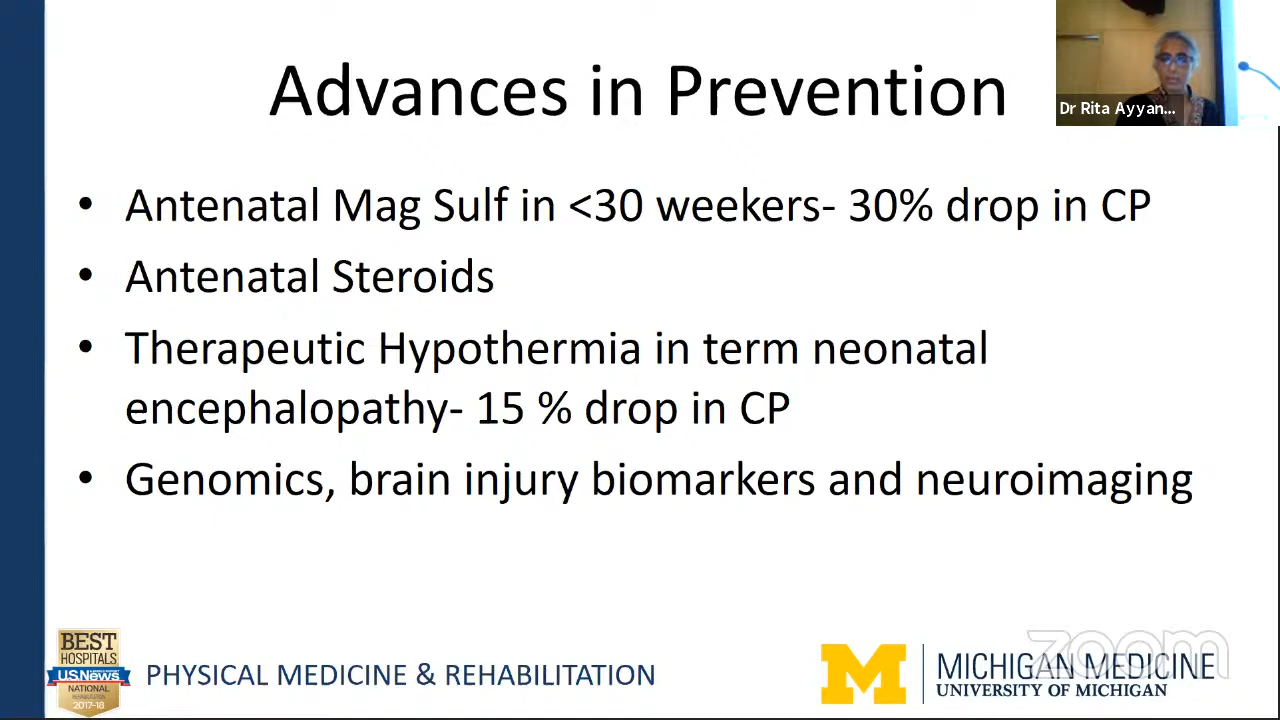 Advances in Prevention
Dr Rita Ayyan...
• Antenatal Mag Sulf in <30 weekers- 30% drop in CP
• Antenatal Steroids
• Therapeutic Hypothermia in term neonatal
encephalopathy- 15 % drop in CP
• Genomics, brain injury biomarkers and neuroimaging
BEST
HOSPITALS
U.S.News
NATIONAL
REHABILITATION
2017-18
PHYSICAL MEDICINE & REHABILITATION
M
MICHIGAN MEDICINE
UNIVERSITY OF MICHIGAN
zoom